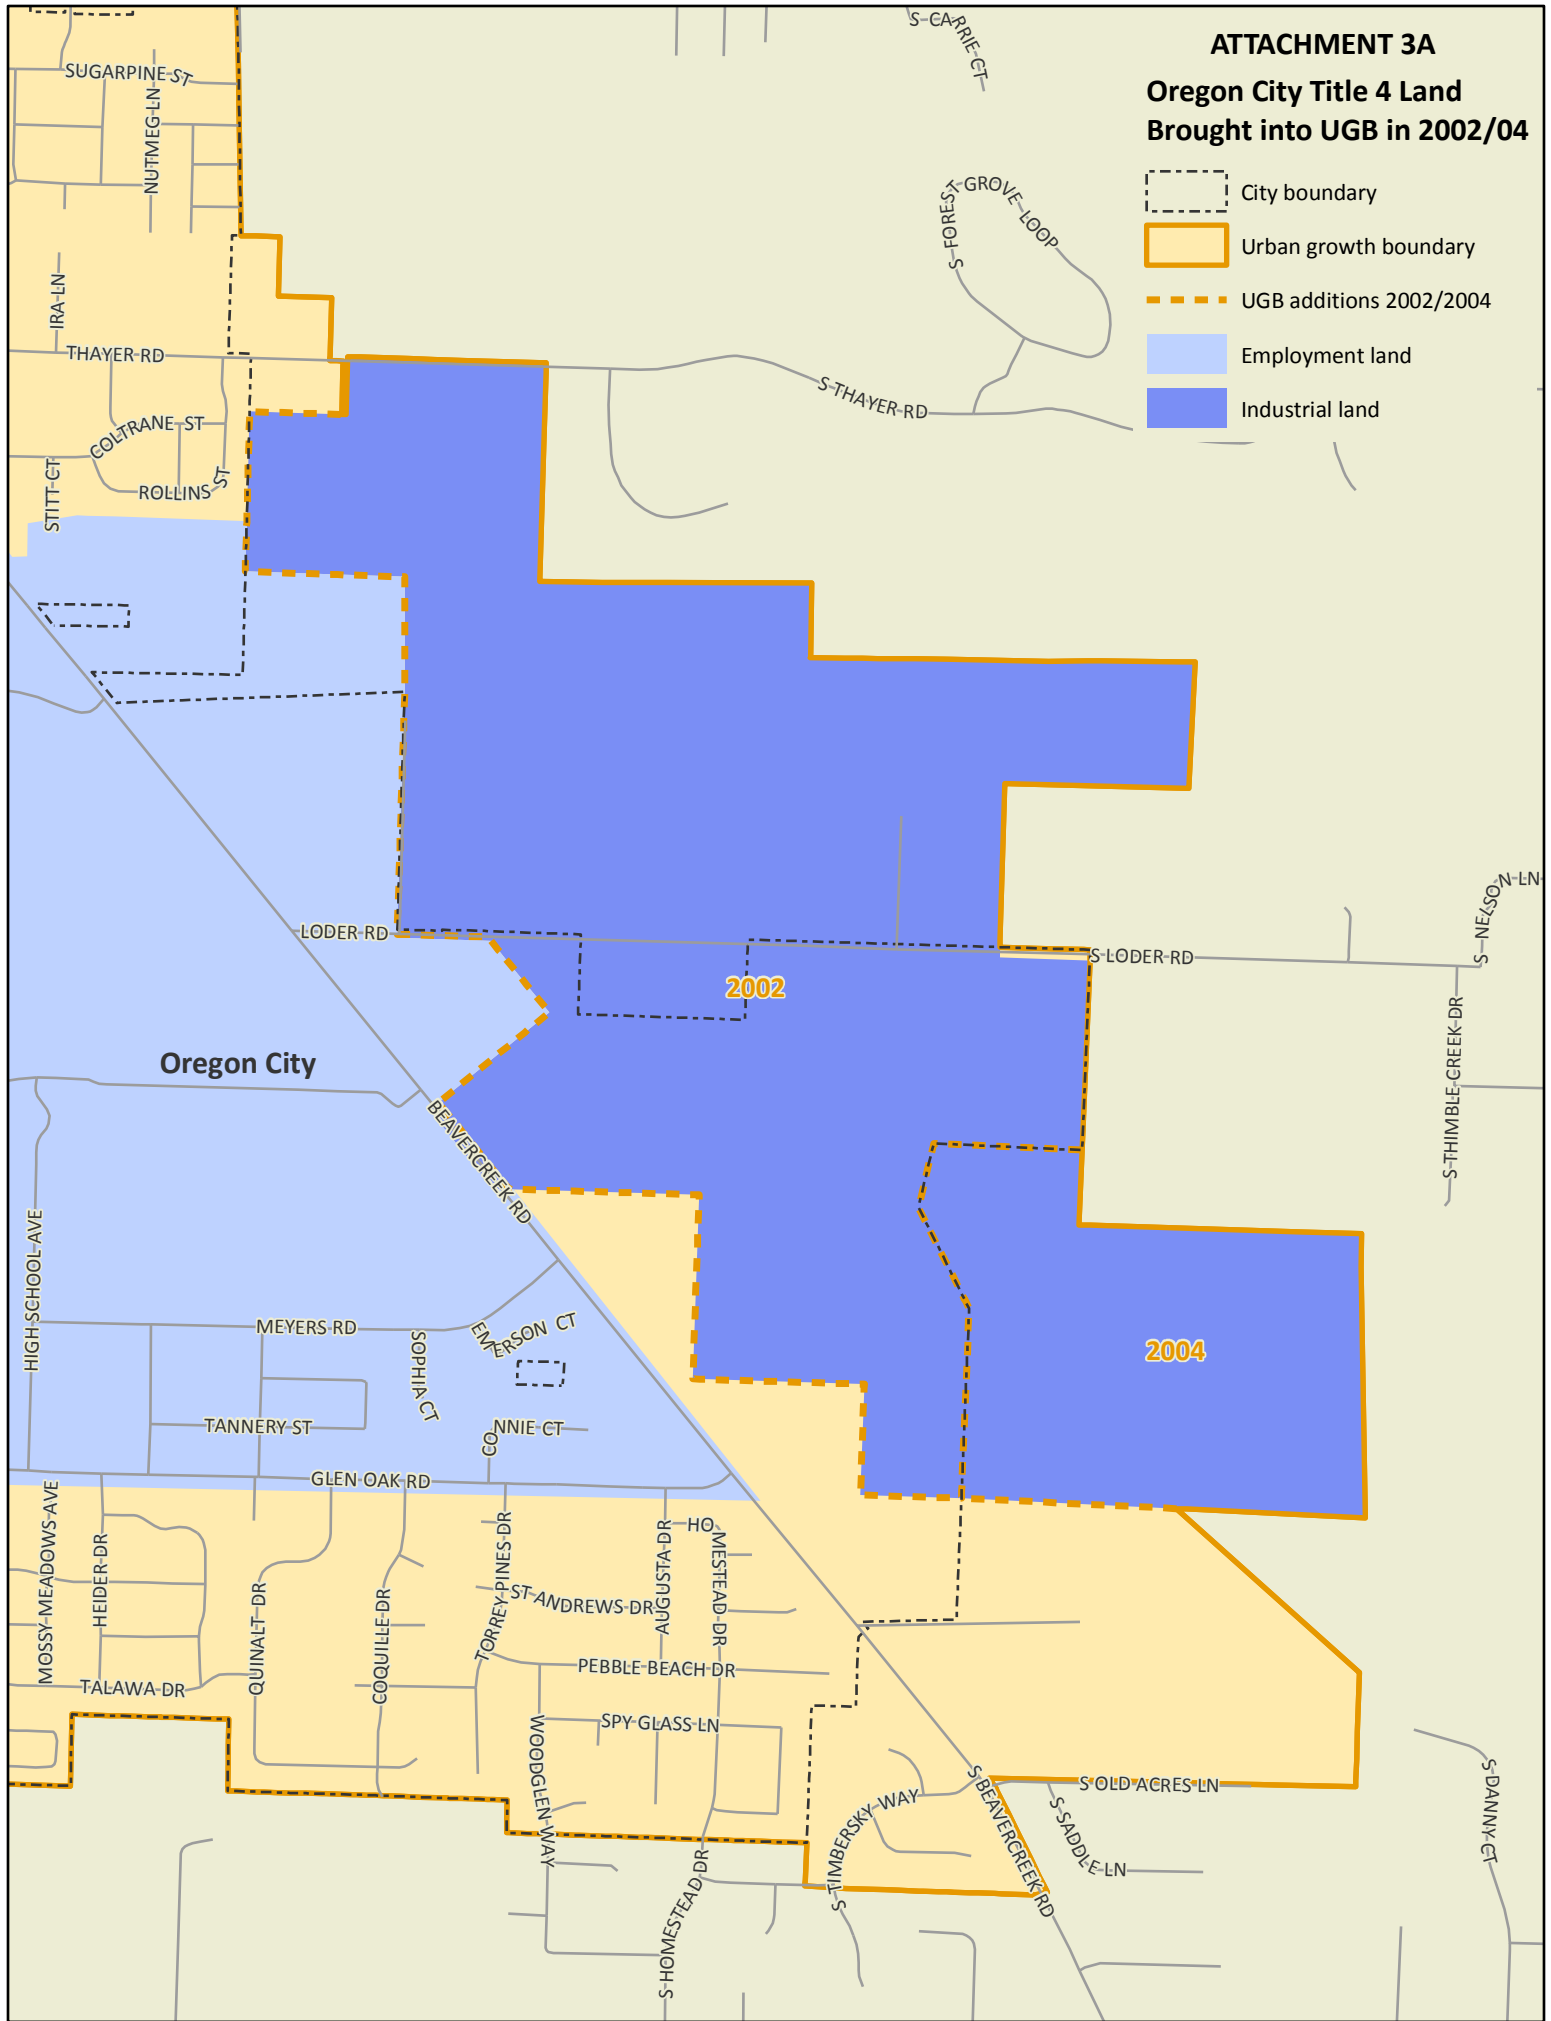 ATTACHMENT 3A
Oregon City Title 4 Land
Brought into UGB in 2002/04
City boundary
Urban growth boundary
UGB additions 2002/2004
Employment land
Industrial land
S CARRIE CT
SUGARPINE ST
NUTMEG LN
S FOREST GROVE LOOP
IRA LN
THAYER RD
S THAYER RD
COLTRANE ST
ROLLINS ST
STITT CT
S NELSON LN
LODER RD
S LODER RD
2002
S THIMBLE CREEK DR
Oregon City
BEAVERCREEK RD
HIGH SCHOOL AVE
MEYERS RD
SOPHIA CT
EMERSON CT
2004
TANNERY ST
CONNIE CT
GLEN OAK RD
MOSSY MEADOWS AVE
HEIDER DR
QUINALT DR
COQUILLE DR
TORREY PINES DR
AUGUSTA DR
HOMESTEAD DR
ST ANDREWS DR
PEBBLE BEACH DR
TALAWA DR
WOODGLEN WAY
SPY GLASS LN
S BEAVERCREEK RD
S OLD ACRES LN
S TIMBERSKY WAY
S SADDLE LN
S DANNY CT
S HOMESTEAD DR